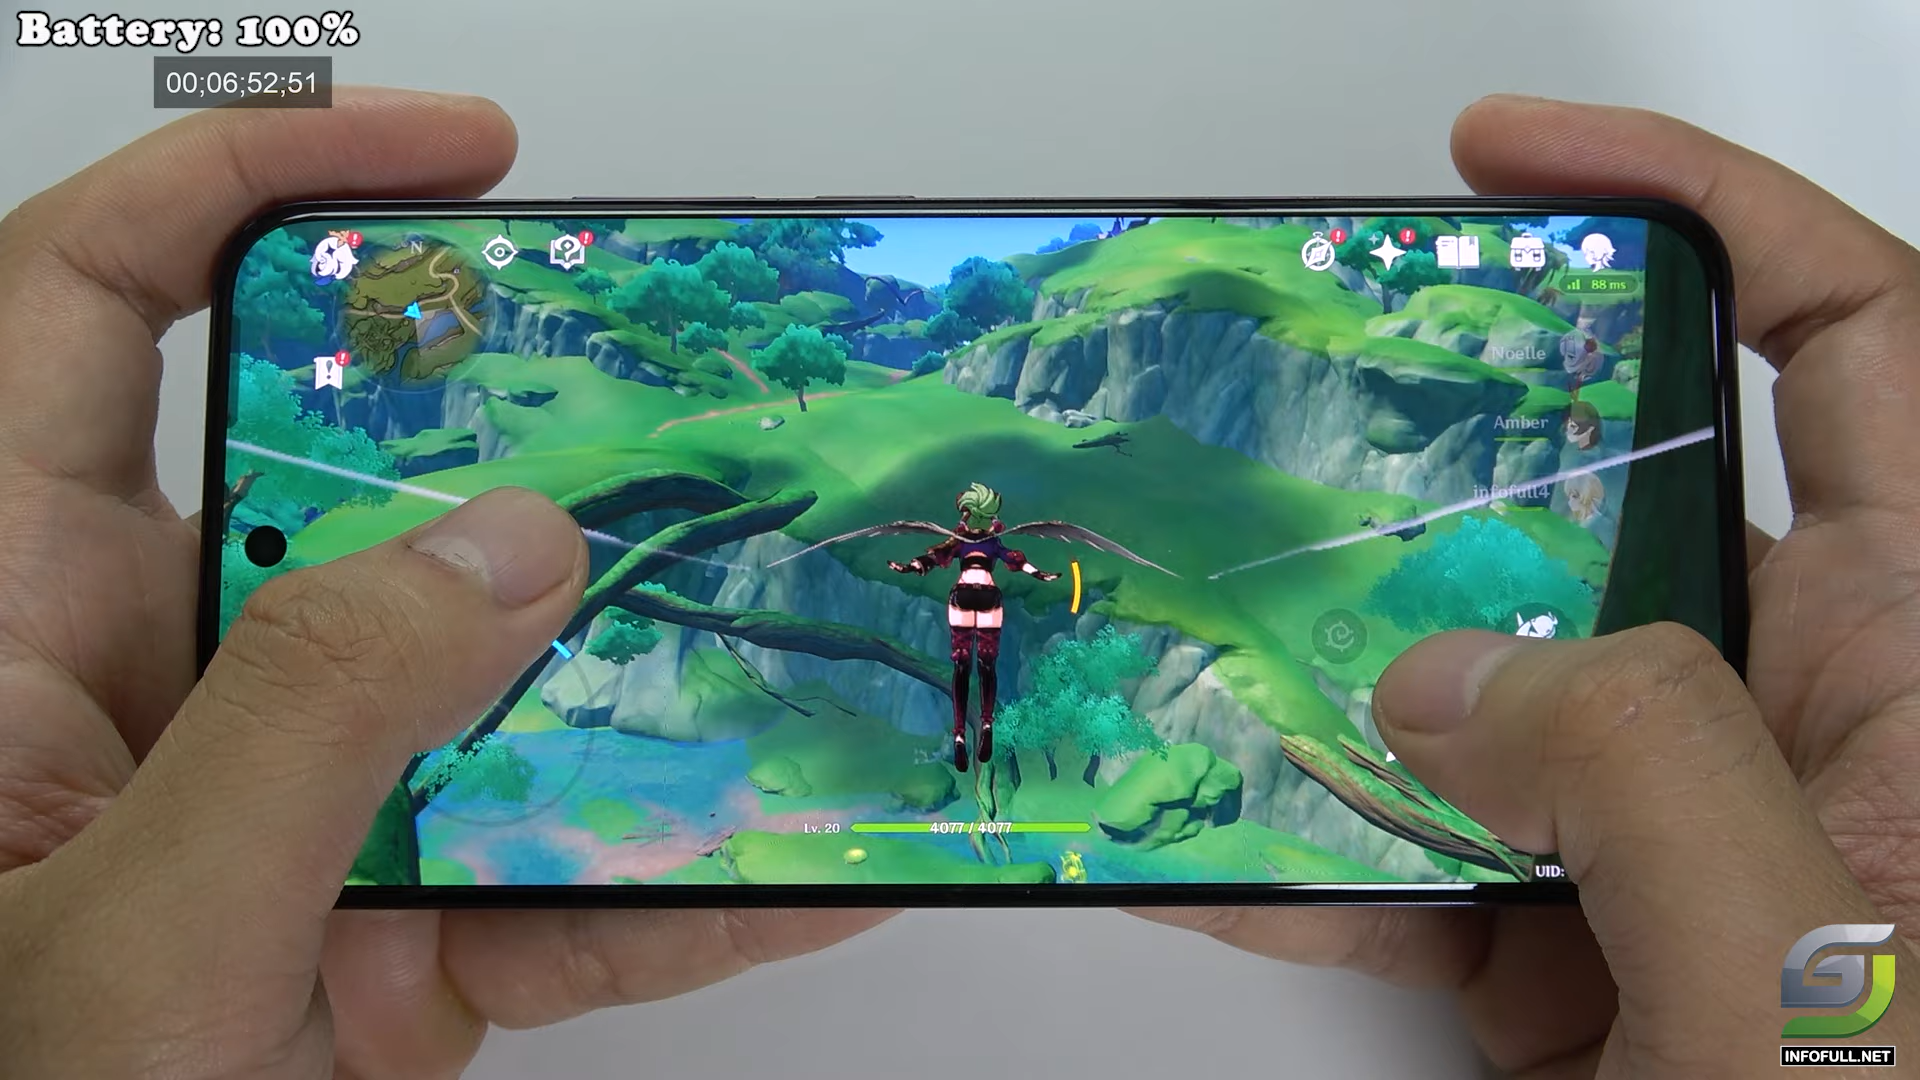 Battery: 100%
00;06;52;51
N
88 ms
Noelle
Amber
infofull4
Lv. 20
4077 / 4077
UID:
INFOFULL.NET